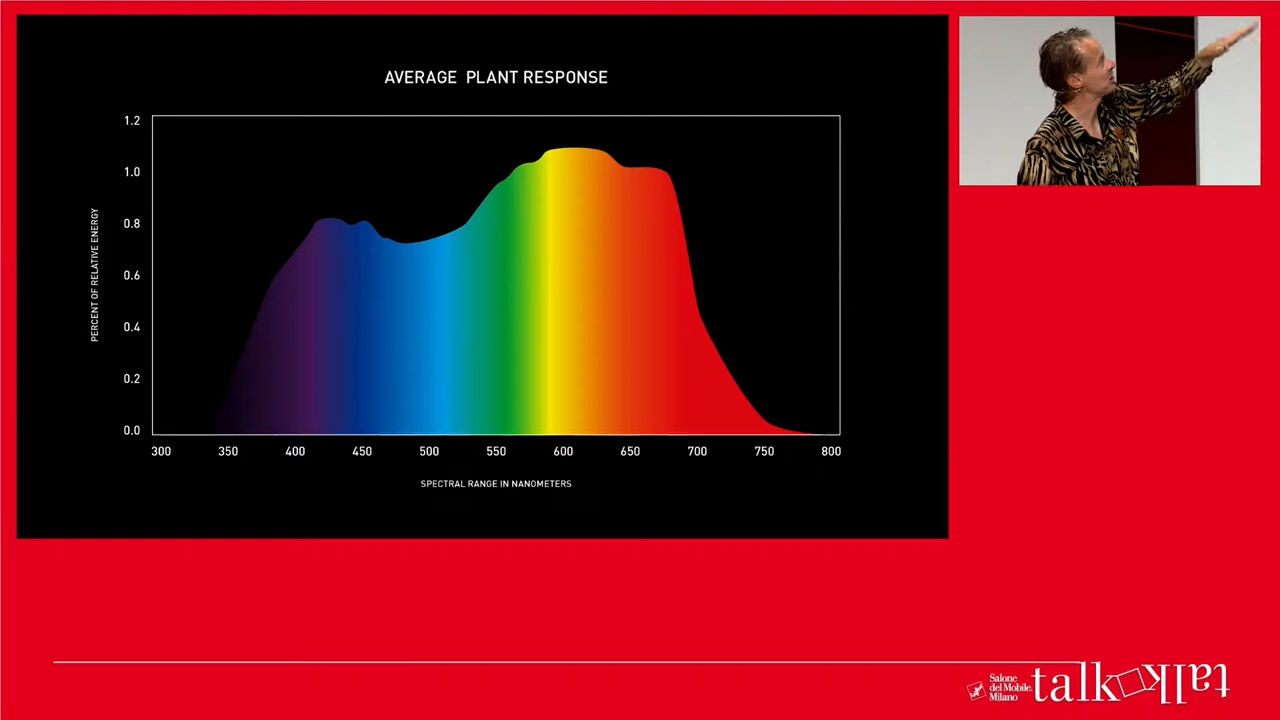 AVERAGE PLANT RESPONSE
1.2
1.0
0.8
0.6
0.4
0.2
0.0
PERCENT OF RELATIVE ENERGY
300 350 400 450 500 550 600 650 700 750 800
SPECTRAL RANGE IN NANOMETERS
Salone
del Mobile.
Milano
talk talk